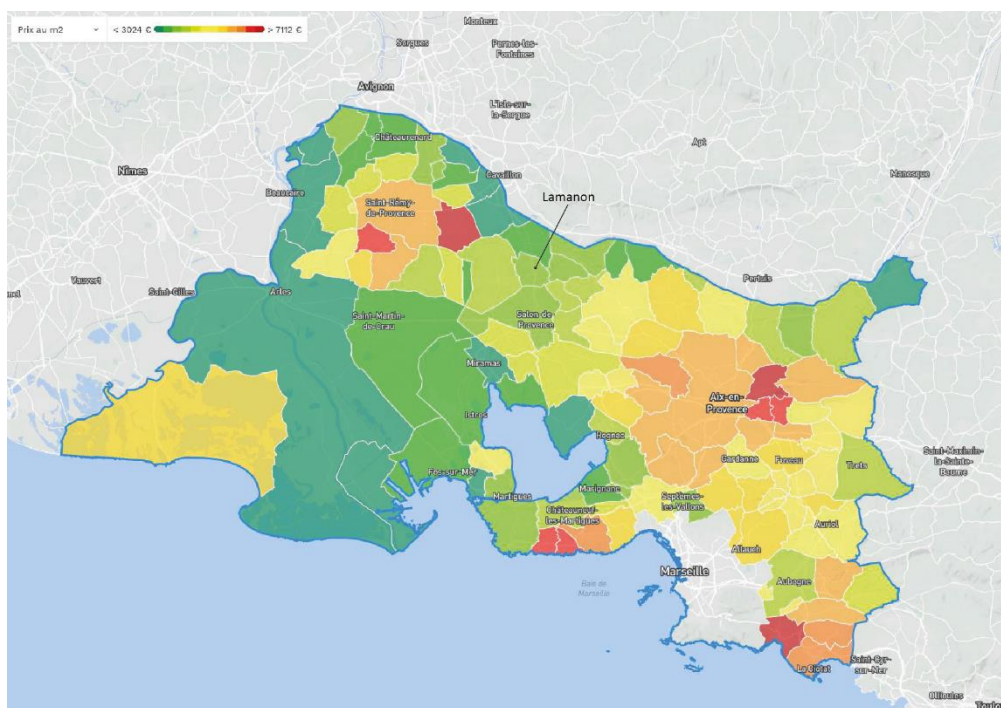 Prix au m2
< 3024 €
> 7112 €
Monteux
Sorgues
Pernes-les-
Fontaines
Avignon
L'Isle-sur-
la-Sorgue
Châteaurenard
Apt
Nîmes
Cavaillon
Manosque
Beaucaire
Lamanon
Saint-Rémy-
de-Provence
Vauvert
Saint-Gilles
Arles
Pertuis
Saint-Martin-
de-Crau
Salon-de-
Provence
Miramas
Aix-en-
Provence
Istres
Rognac
Saint-Maximin-
la-Sainte-
Baume
Gardanne
Fuveau
Trets
Fos-sur-Mer
Martigues
Marignane
Septèmes-
les-Vallons
Châteauneuf-
les-Martigues
Auriol
Allauch
Marseille
Aubagne
Baie de
Marseille
La Ciotat
Saint-Cyr-
sur-Mer
Ollioules